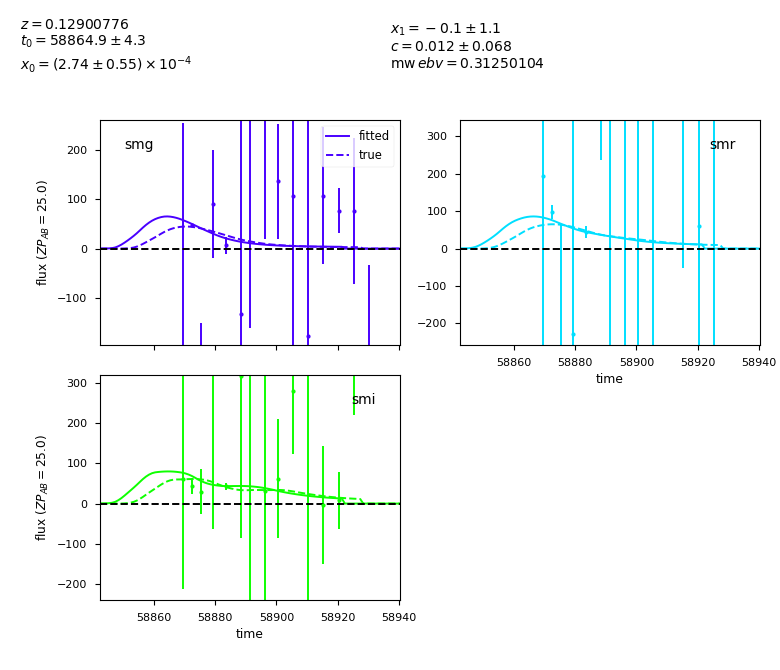 z = 0.12900776
t₀ = 58864.9 ± 4.3
x₀ = (2.74 ± 0.55) × 10⁻⁴
x₁ = −0.1 ± 1.1
c = 0.012 ± 0.068
mw ebv = 0.31250104
smg
fitted
true
200
100
0
−100
flux (ZP_AB = 25.0)
smr
300
200
100
0
−100
−200
58860 58880 58900 58920 58940
time
smi
300
200
100
0
−100
−200
flux (ZP_AB = 25.0)
58860 58880 58900 58920 58940
time